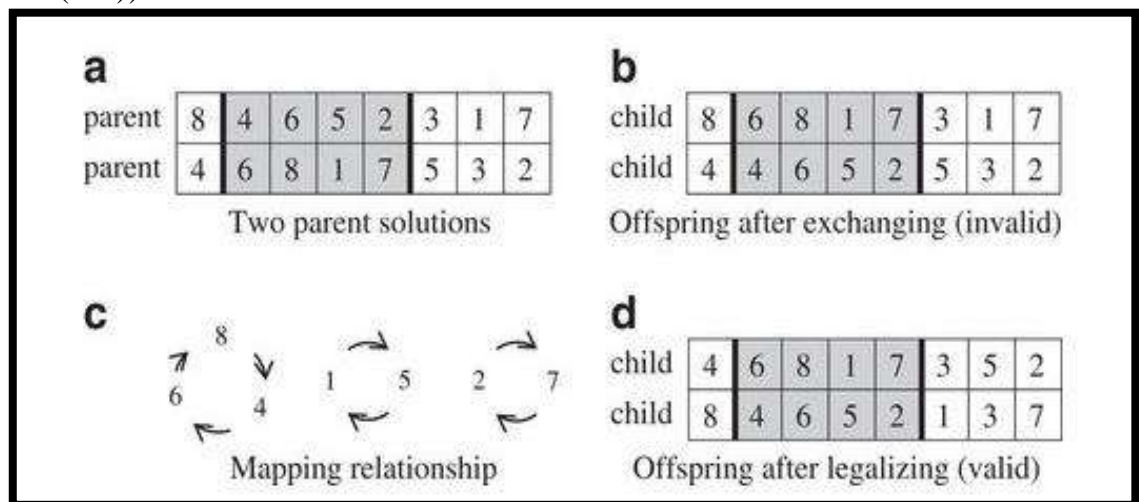 a
parent 8 4 6 5 2 3 1 7
parent 4 6 8 1 7 5 3 2
Two parent solutions
b
child 8 6 8 1 7 3 1 7
child 4 4 6 5 2 5 3 2
Offspring after exchanging (invalid)
c
8
6 4
1 5
2 7
Mapping relationship
d
child 4 6 8 1 7 3 5 2
child 8 4 6 5 2 1 3 7
Offspring after legalizing (valid)